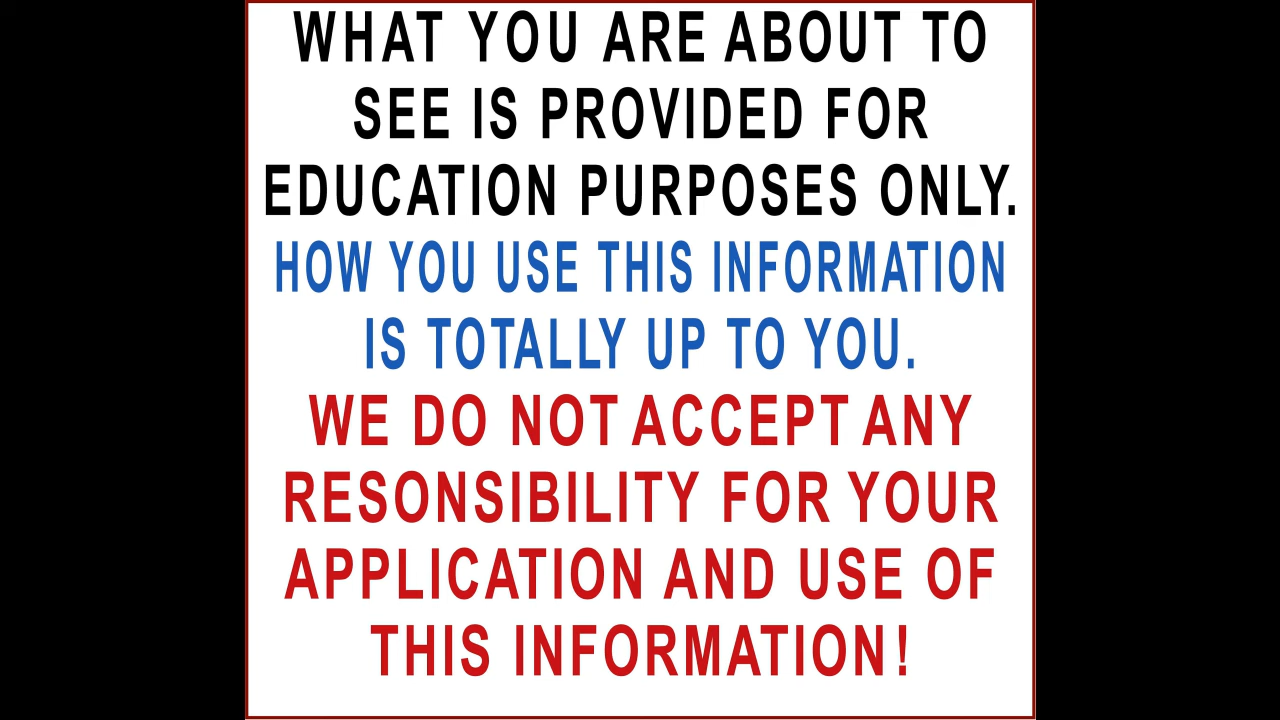 WHAT YOU ARE ABOUT TO
SEE IS PROVIDED FOR
EDUCATION PURPOSES ONLY.
HOW YOU USE THIS INFORMATION
IS TOTALLY UP TO YOU.
WE DO NOT ACCEPT ANY
RESONSIBILITY FOR YOUR
APPLICATION AND USE OF
THIS INFORMATION!